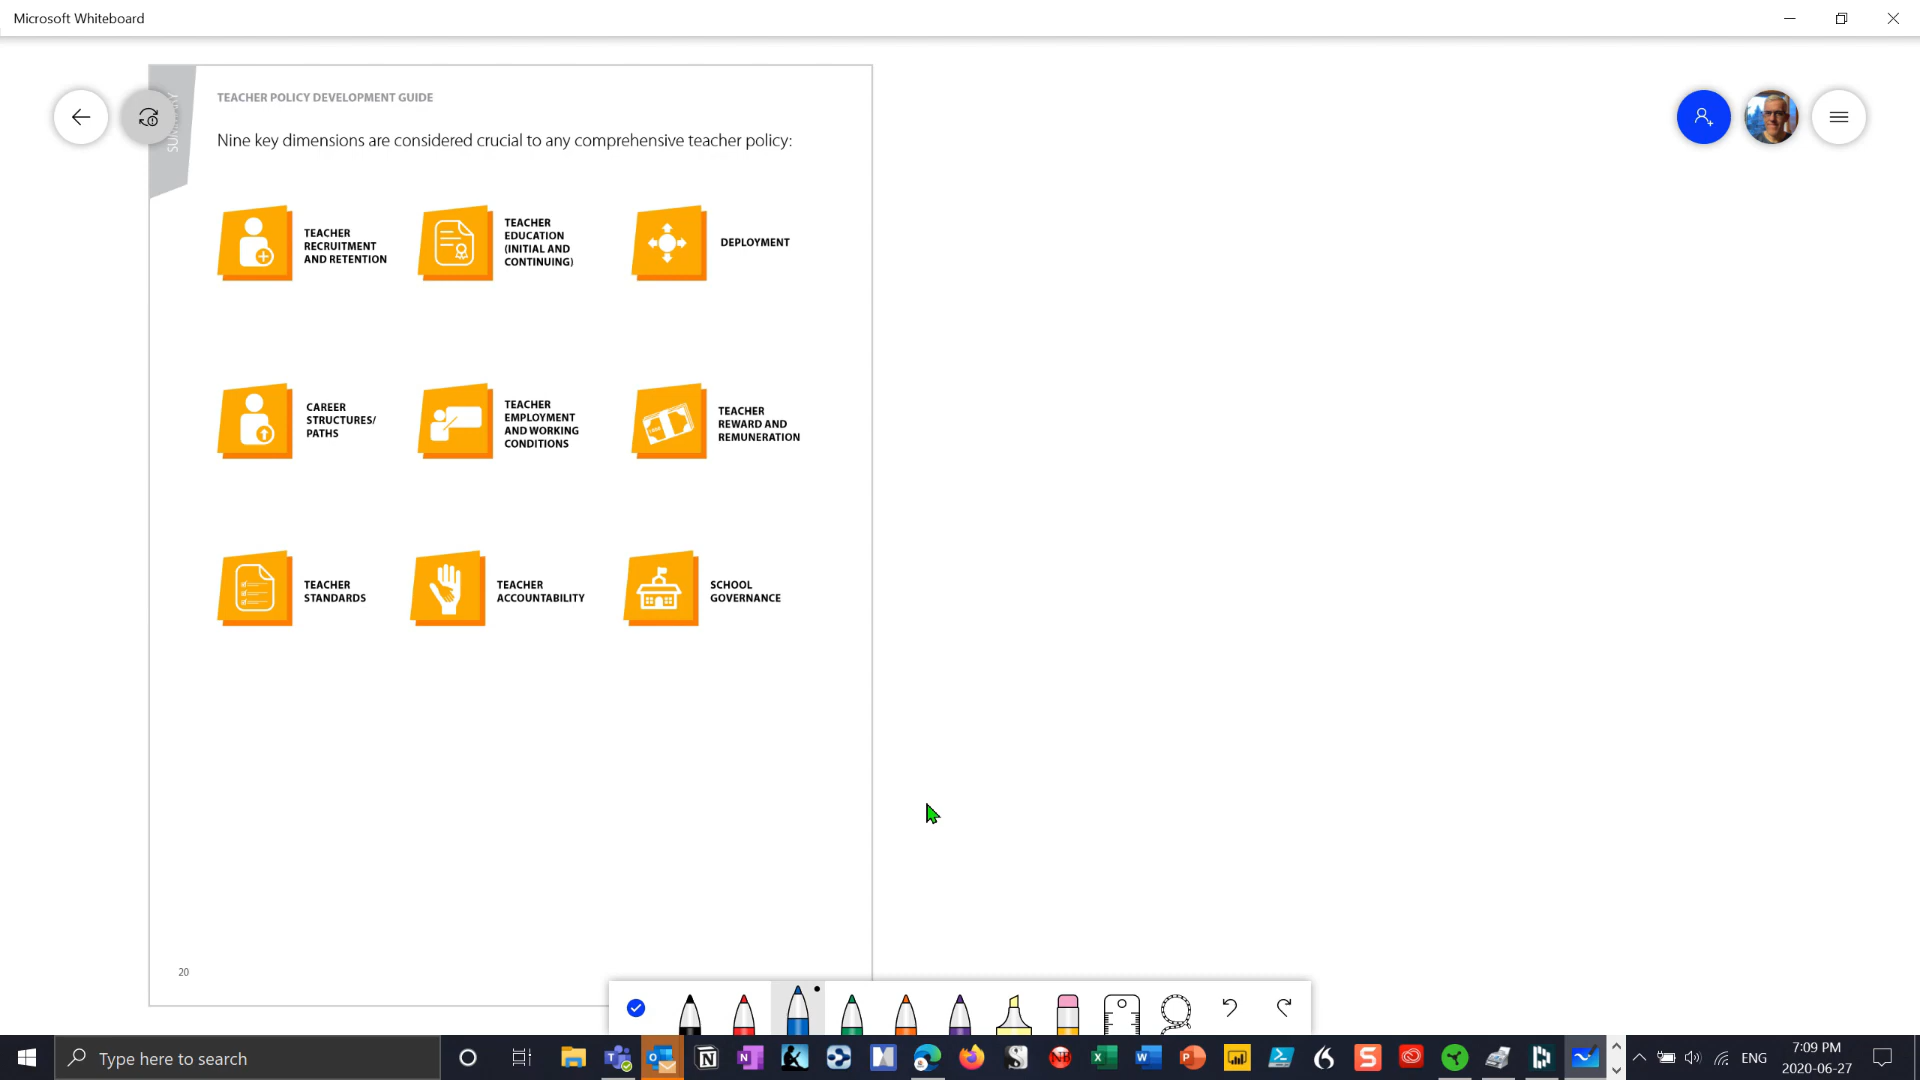 Microsoft Whiteboard
SUMMARY
TEACHER POLICY DEVELOPMENT GUIDE
Nine key dimensions are considered crucial to any comprehensive teacher policy:
TEACHER
RECRUITMENT
AND RETENTION
TEACHER
EDUCATION
(INITIAL AND
CONTINUING)
DEPLOYMENT
CAREER
STRUCTURES/
PATHS
TEACHER
EMPLOYMENT
AND WORKING
CONDITIONS
TEACHER
REWARD AND
REMUNERATION
TEACHER
STANDARDS
TEACHER
ACCOUNTABILITY
SCHOOL
GOVERNANCE
20
Type here to search
ENG
7:09 PM
2020-06-27